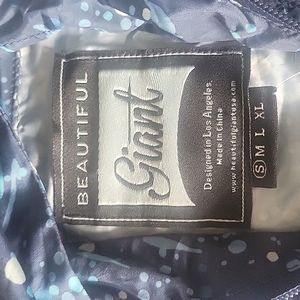 BEAUTIFUL
Giant
Designed in Los Angeles.
Made in China
www.beautifulgiantusa.com
S M L XL